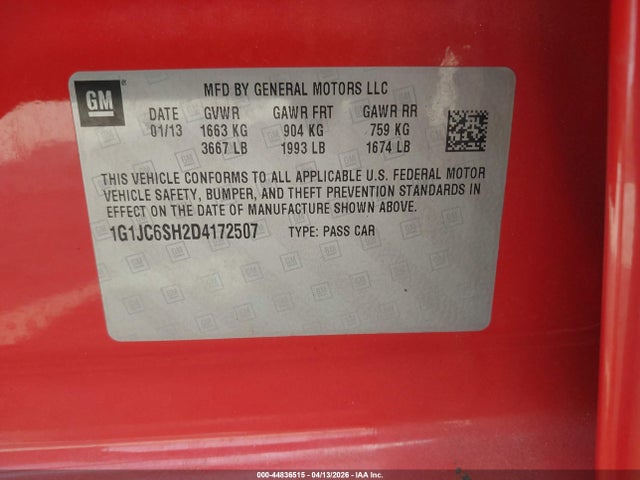 GM
MFD BY GENERAL MOTORS LLC
DATE GVWR GAWR FRT GAWR RR
01/13 1663 KG 904 KG 759 KG
3667 LB 1993 LB 1674 LB
THIS VEHICLE CONFORMS TO ALL APPLICABLE U.S. FEDERAL MOTOR
VEHICLE SAFETY, BUMPER, AND THEFT PREVENTION STANDARDS IN
EFFECT ON THE DATE OF MANUFACTURE SHOWN ABOVE.
1G1JC6SH2D4172507 TYPE: PASS CAR
000-44836515 - 04/13/2026 - IAA Inc.